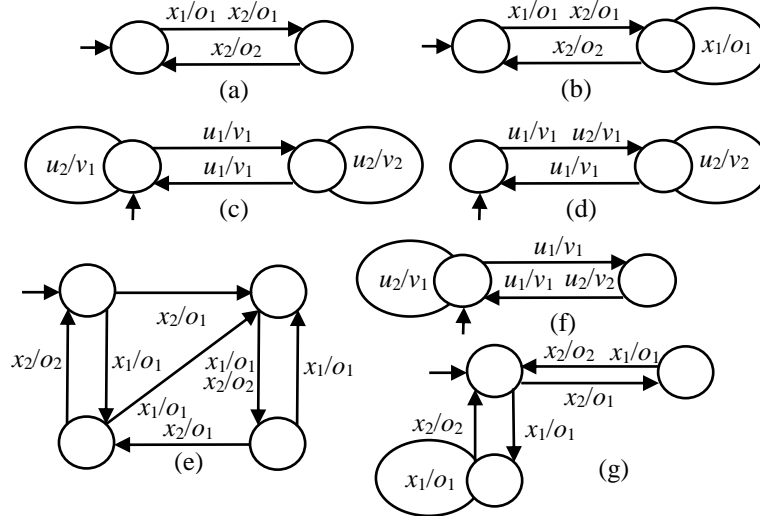 x1/o1 x2/o1
x2/o2
(a)
x1/o1 x2/o1
x2/o2
x1/o1
(b)
u2/v1
u1/v1
u1/v1
u2/v2
(c)
u1/v1 u2/v1
u1/v1
u2/v2
(d)
x2/o1
x2/o2
x1/o1
x1/o1
x1/o1
x2/o2
x1/o1
x2/o1
(e)
u2/v1
u1/v1
u1/v1 u2/v2
(f)
x2/o2 x1/o1
x2/o1
x2/o2
x1/o1
x1/o1
(g)